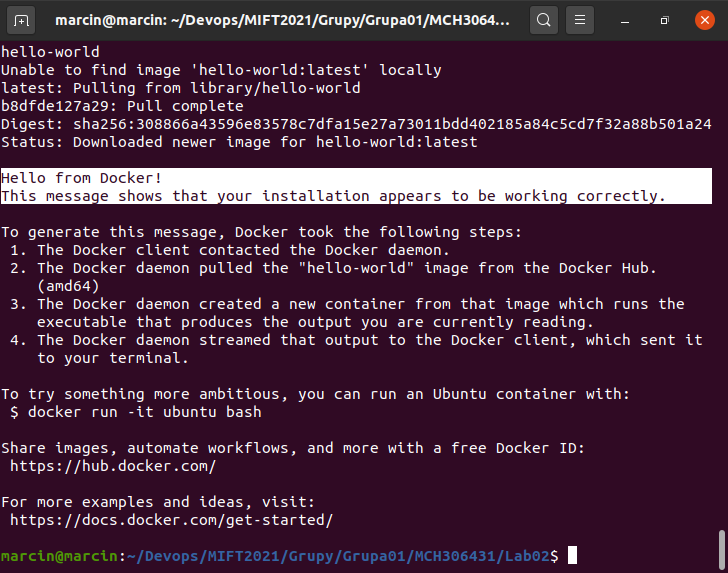 marcin@marcin: ~/Devops/MIFT2021/Grupy/Grupa01/MCH3064…
hello-world
Unable to find image 'hello-world:latest' locally
latest: Pulling from library/hello-world
b8dfde127a29: Pull complete
Digest: sha256:308866a43596e83578c7dfa15e27a73011bdd402185a84c5cd7f32a88b501a24
Status: Downloaded newer image for hello-world:latest
Hello from Docker!
This message shows that your installation appears to be working correctly.
To generate this message, Docker took the following steps:
1. The Docker client contacted the Docker daemon.
2. The Docker daemon pulled the "hello-world" image from the Docker Hub.
(amd64)
3. The Docker daemon created a new container from that image which runs the
executable that produces the output you are currently reading.
4. The Docker daemon streamed that output to the Docker client, which sent it
to your terminal.
To try something more ambitious, you can run an Ubuntu container with:
$ docker run -it ubuntu bash
Share images, automate workflows, and more with a free Docker ID:
https://hub.docker.com/
For more examples and ideas, visit:
https://docs.docker.com/get-started/
marcin@marcin:~/Devops/MIFT2021/Grupy/Grupa01/MCH306431/Lab02$